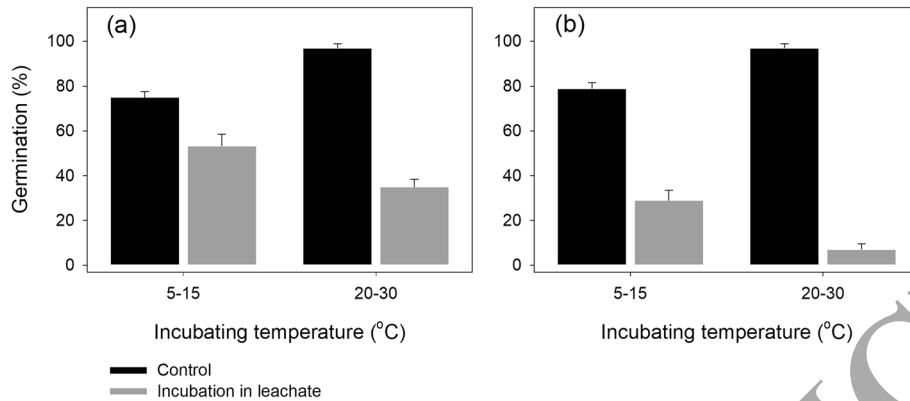 (a)
(b)
Germination (%)
100
80
60
40
20
0
5-15
20-30
100
80
60
40
20
0
5-15
20-30
Incubating temperature (°C)
Incubating temperature (°C)
Control
Incubation in leachate